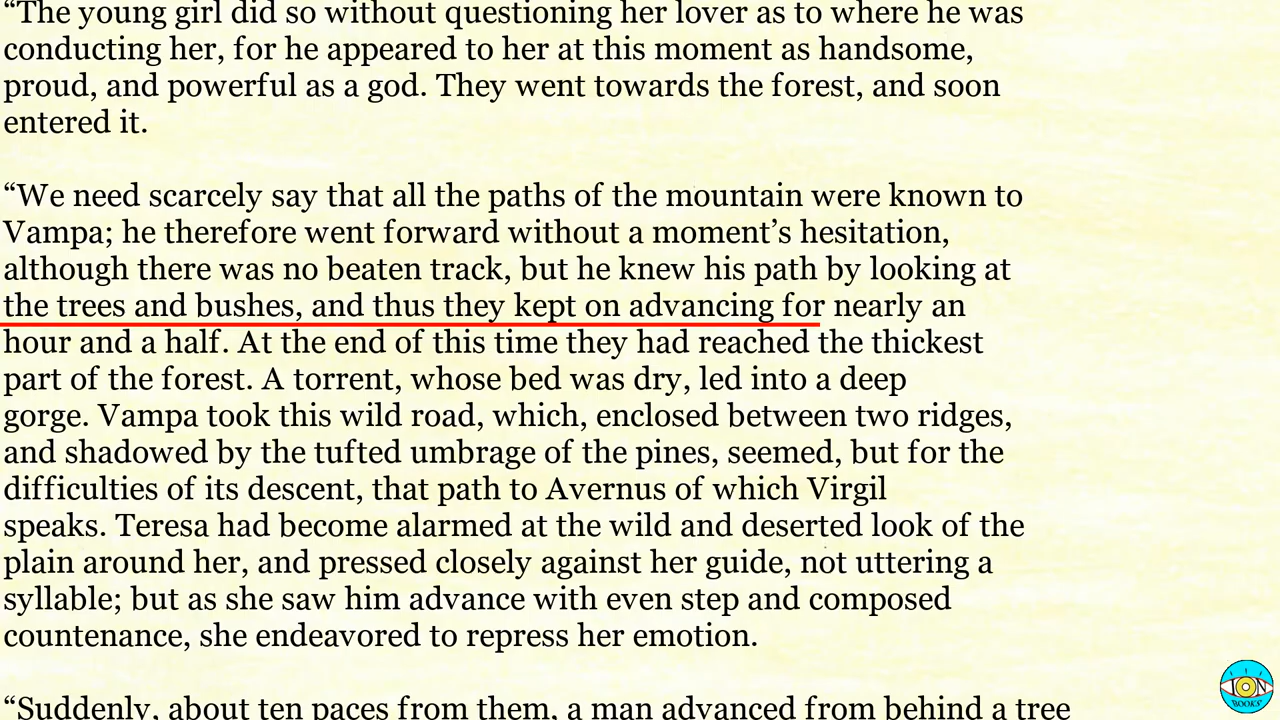 “The young girl did so without questioning her lover as to where he was
conducting her, for he appeared to her at this moment as handsome,
proud, and powerful as a god. They went towards the forest, and soon
entered it.
“We need scarcely say that all the paths of the mountain were known to
Vampa; he therefore went forward without a moment’s hesitation,
although there was no beaten track, but he knew his path by looking at
the trees and bushes, and thus they kept on advancing for nearly an
hour and a half. At the end of this time they had reached the thickest
part of the forest. A torrent, whose bed was dry, led into a deep
gorge. Vampa took this wild road, which, enclosed between two ridges,
and shadowed by the tufted umbrage of the pines, seemed, but for the
difficulties of its descent, that path to Avernus of which Virgil
speaks. Teresa had become alarmed at the wild and deserted look of the
plain around her, and pressed closely against her guide, not uttering a
syllable; but as she saw him advance with even step and composed
countenance, she endeavored to repress her emotion.
“Suddenly, about ten paces from them, a man advanced from behind a tree
ION
BOOKS